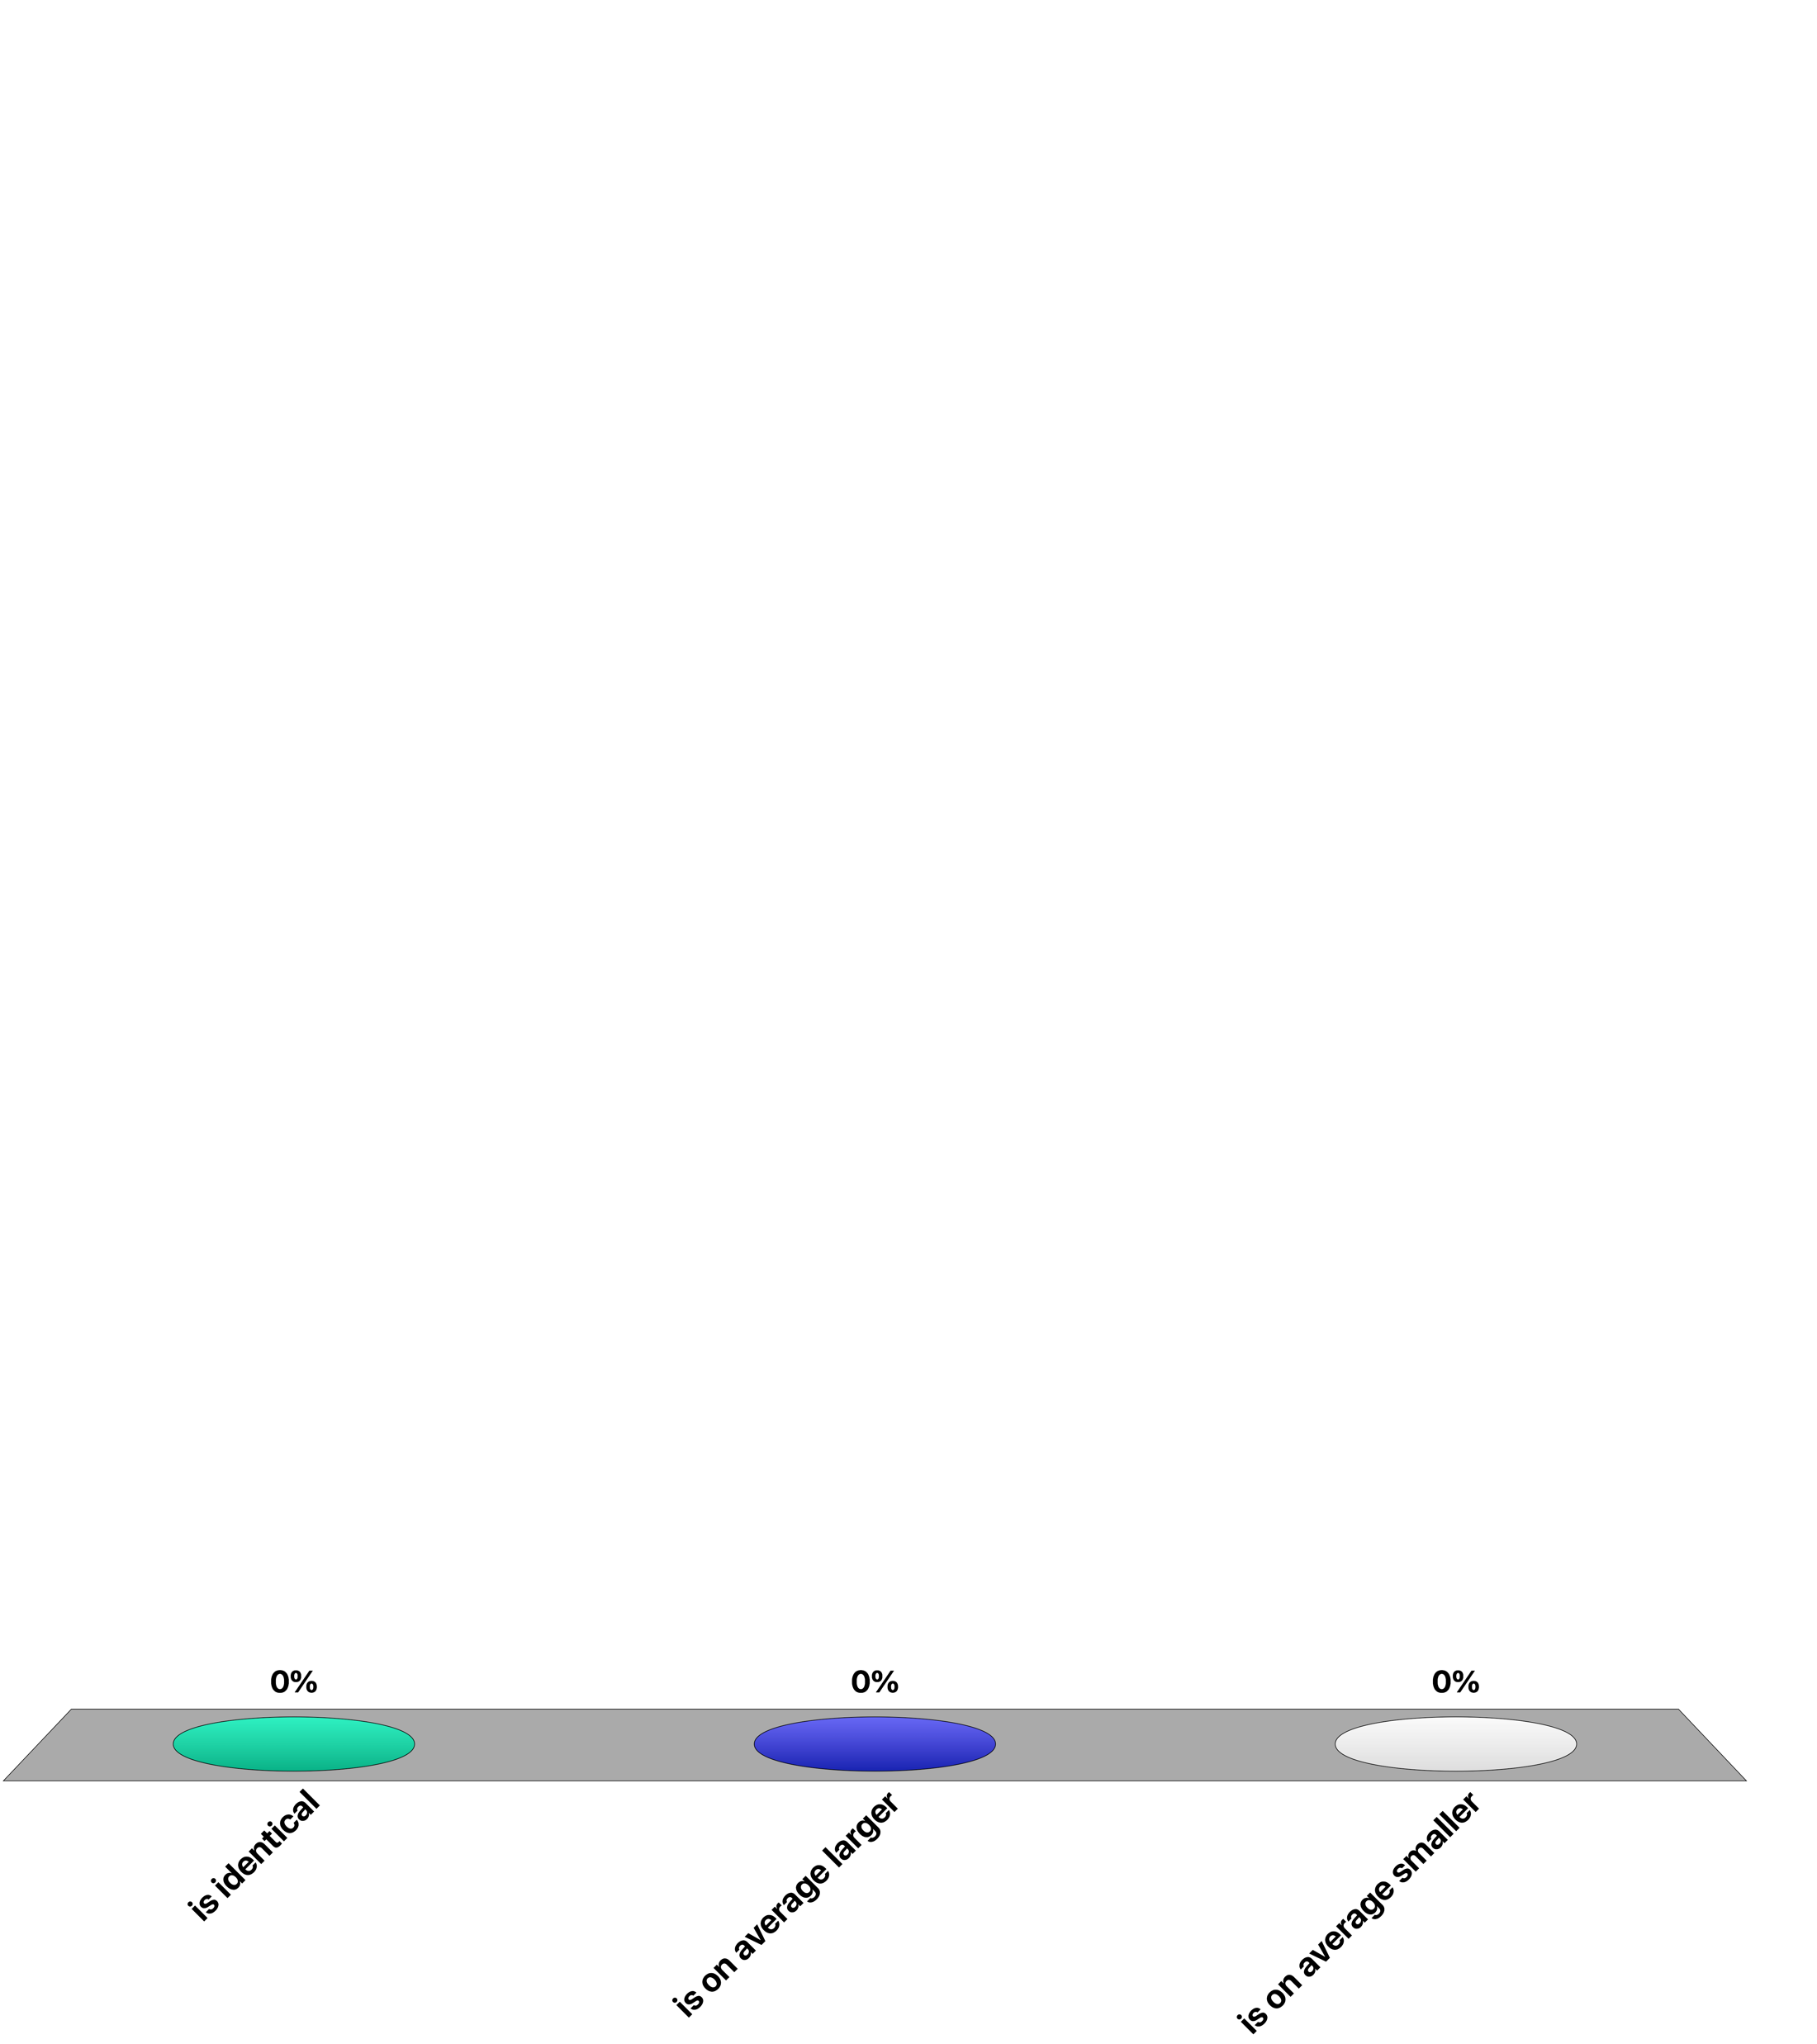 0%
0%
0%
is identical
is on average larger
is on average smaller